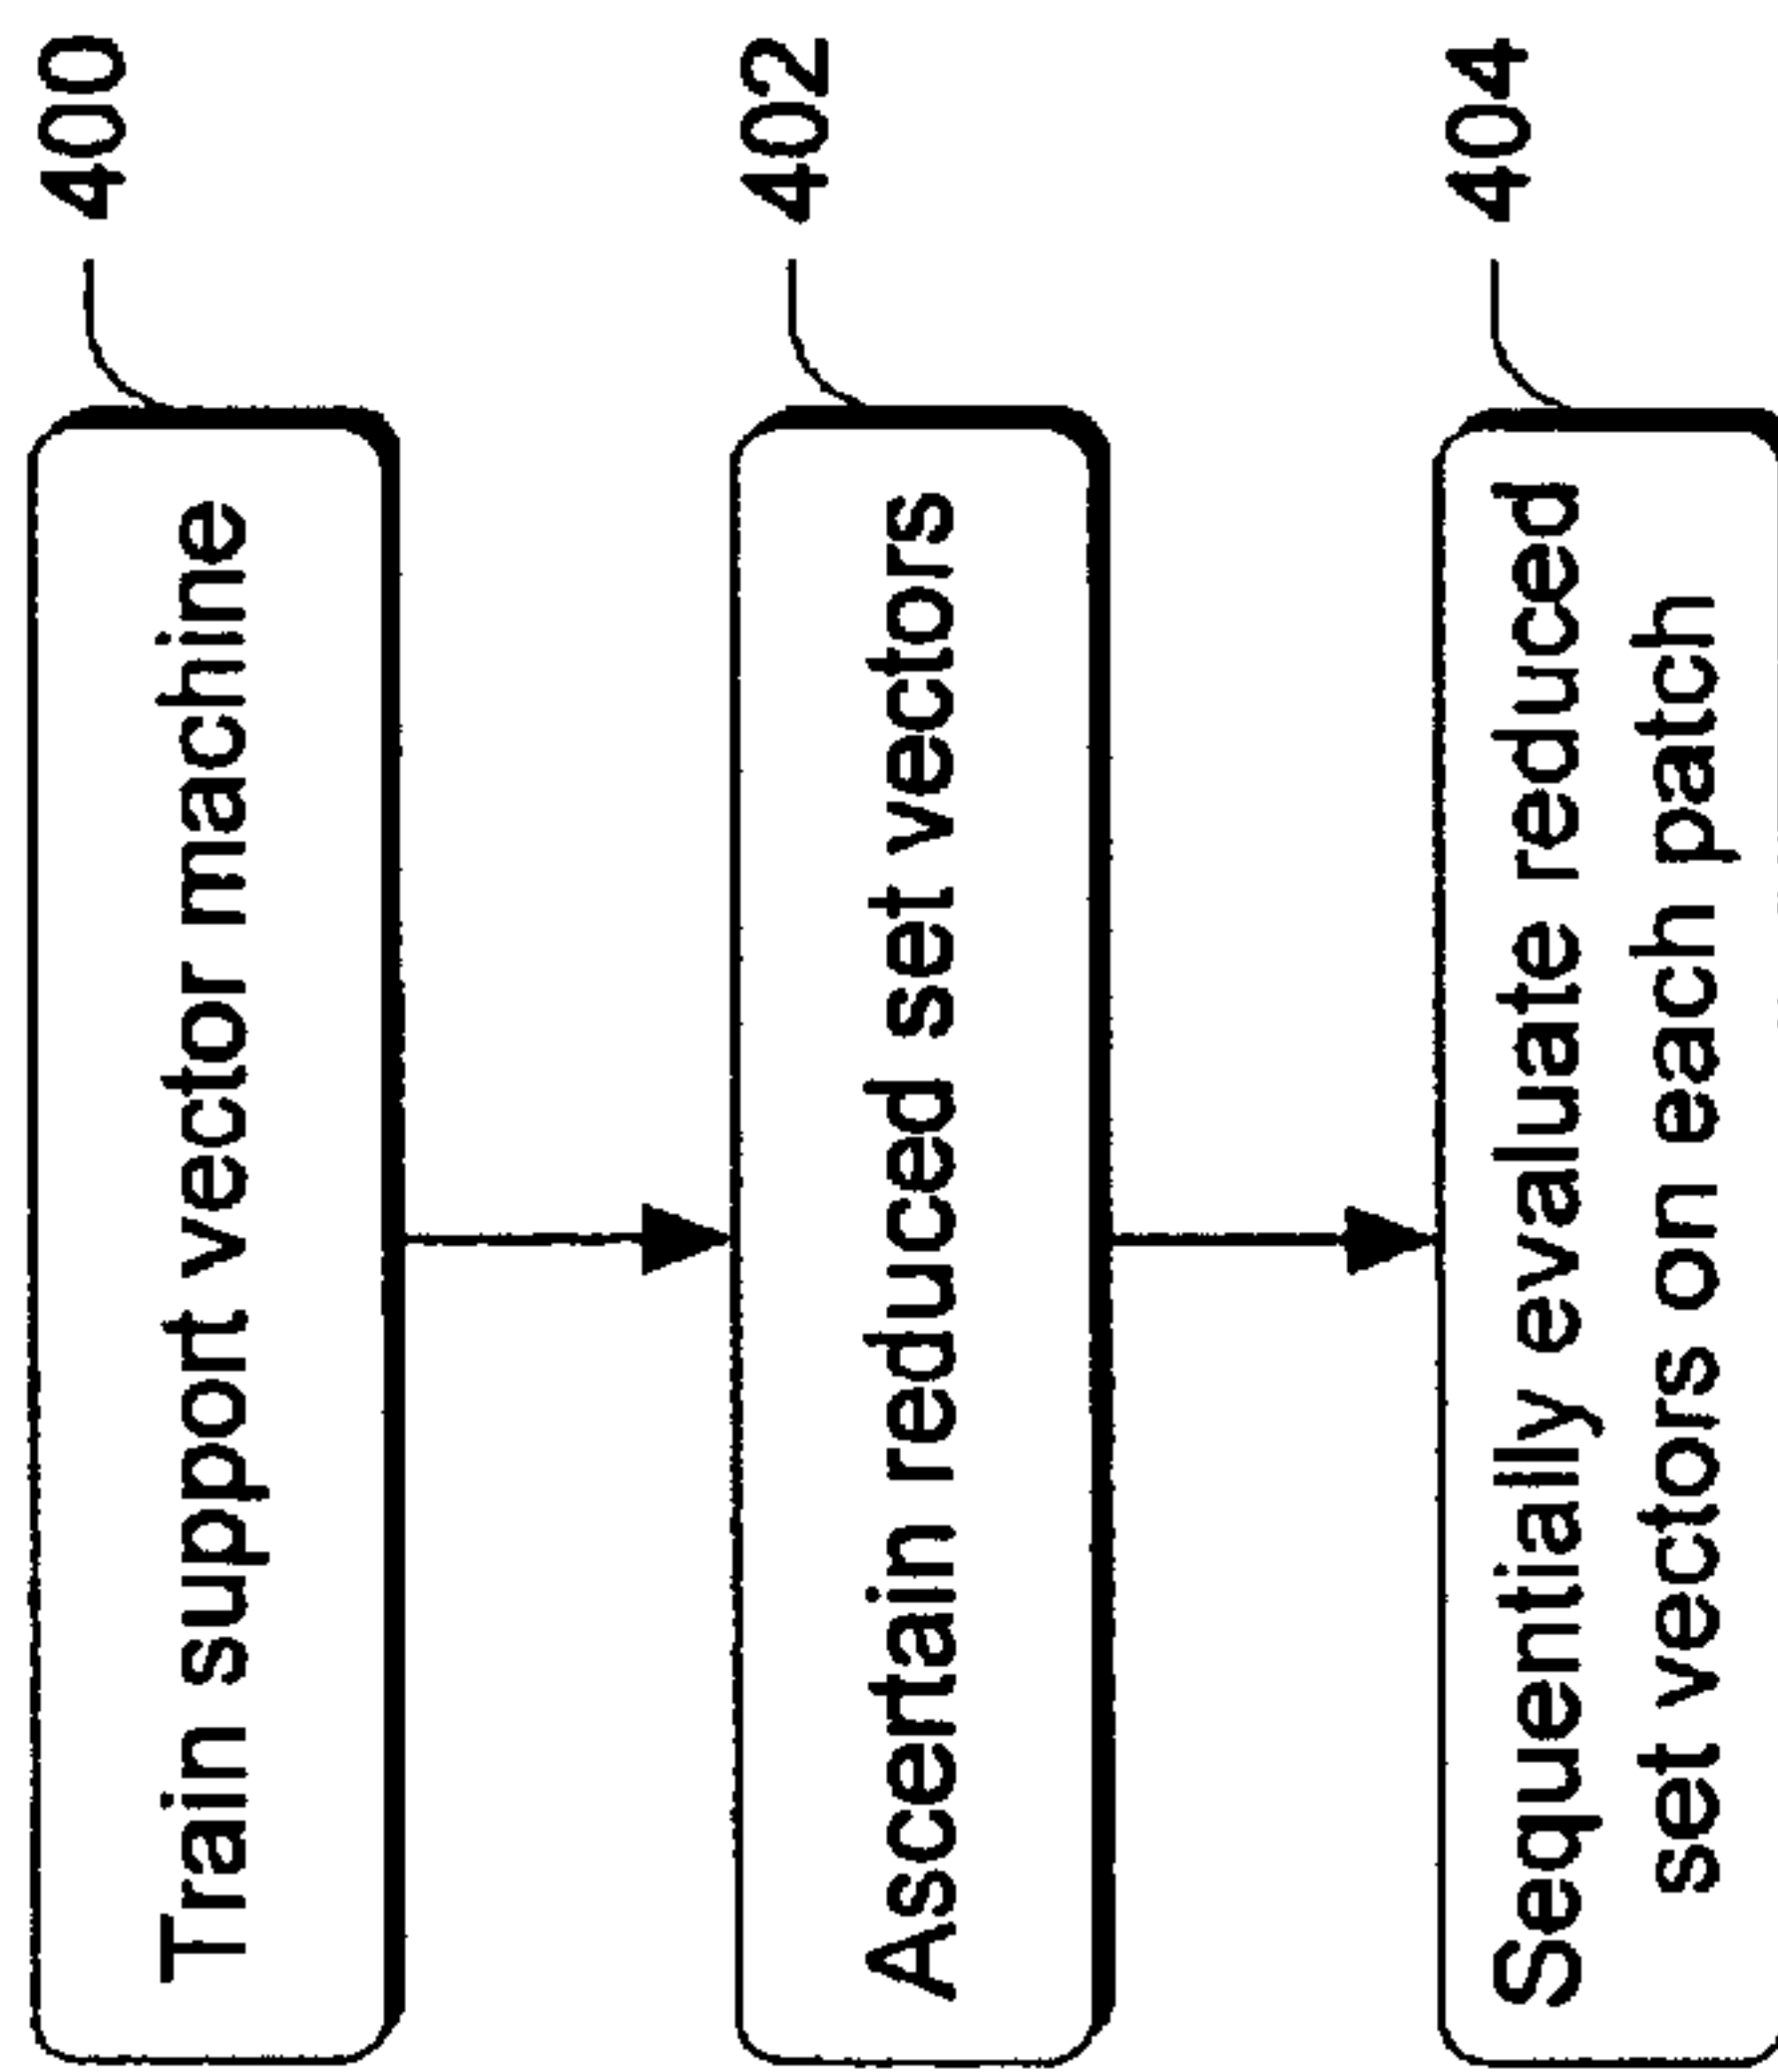 Train support vector machine
400
Ascertain reduced set vectors
402
Sequentially evaluate reduced
set vectors on each patch
404